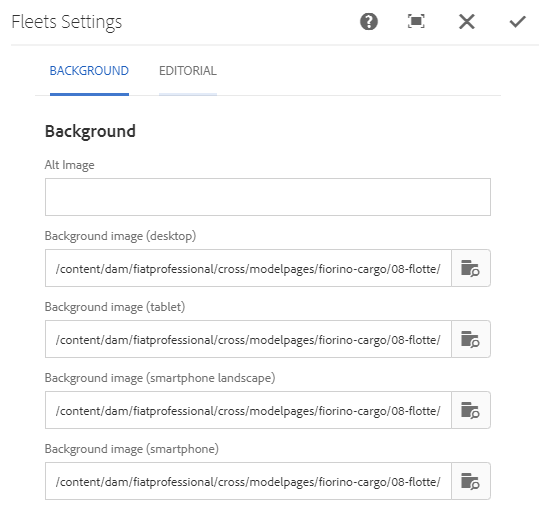 Fleets Settings
BACKGROUND EDITORIAL
Background
Alt Image
Background image (desktop)
/content/dam/fiatprofessional/cross/modelpages/fiorino-cargo/08-flotte/
Background image (tablet)
/content/dam/fiatprofessional/cross/modelpages/fiorino-cargo/08-flotte/
Background image (smartphone landscape)
/content/dam/fiatprofessional/cross/modelpages/fiorino-cargo/08-flotte/
Background image (smartphone)
/content/dam/fiatprofessional/cross/modelpages/fiorino-cargo/08-flotte/